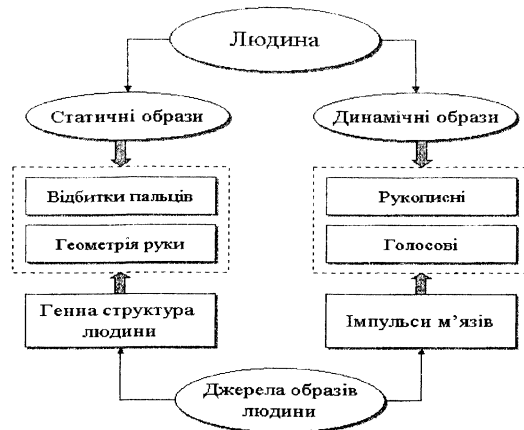 Людина
Статичні образи
Динамічні образи
Відбитки пальців
Рукописні
Геометрія руки
Голосові
Генна структура
людини
Імпульси м’язів
Джерела образів
людини